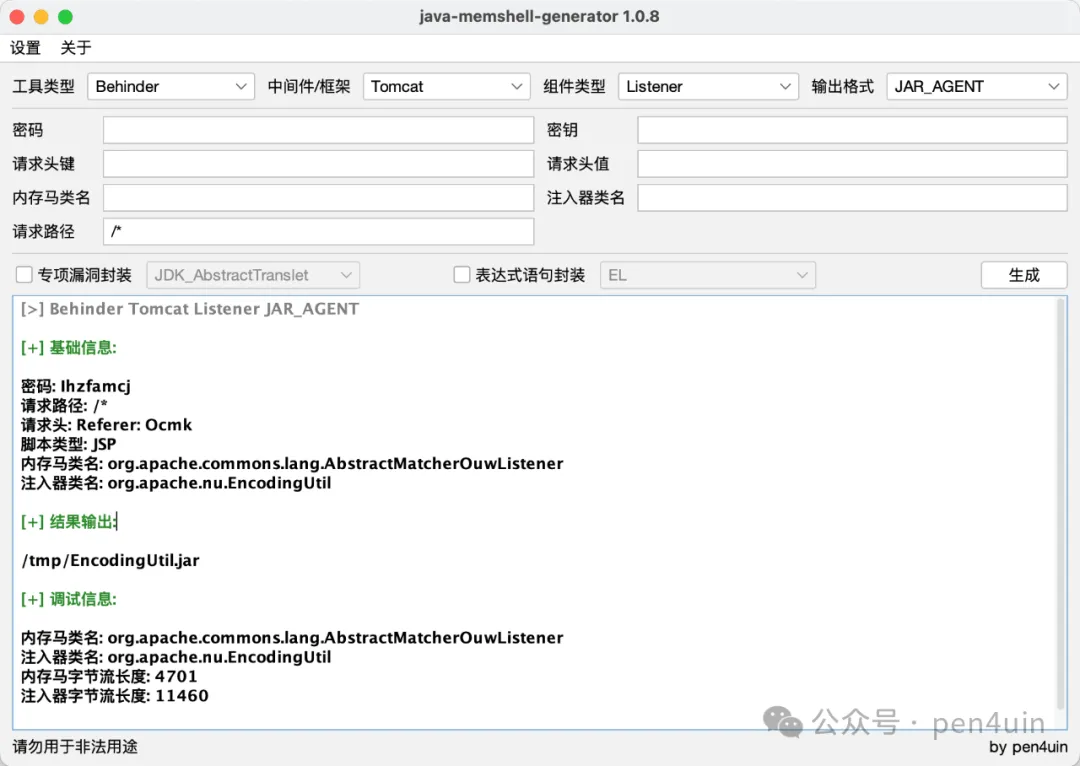 java-memshell-generator 1.0.8
设置 关于
工具类型 Behinder 中间件/框架 Tomcat 组件类型 Listener 输出格式 JAR_AGENT
密码 密钥
请求头键 请求头值
内存马类名 注入器类名
请求路径 /*
专项漏洞封装 JDK_AbstractTranslet 表达式语句封装 EL 生成
[>] Behinder Tomcat Listener JAR_AGENT
[+] 基础信息:
密码: Ihzfamcj
请求路径: /*
请求头: Referer: Ocmk
脚本类型: JSP
内存马类名: org.apache.commons.lang.AbstractMatcherOuwListener
注入器类名: org.apache.nu.EncodingUtil
[+] 结果输出:
/tmp/EncodingUtil.jar
[+] 调试信息:
内存马类名: org.apache.commons.lang.AbstractMatcherOuwListener
注入器类名: org.apache.nu.EncodingUtil
内存马字节流长度: 4701
注入器字节流长度: 11460
公众号 · pen4uin
请勿用于非法用途 by pen4uin